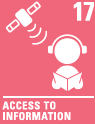 17
ACCESS TO
INFORMATION